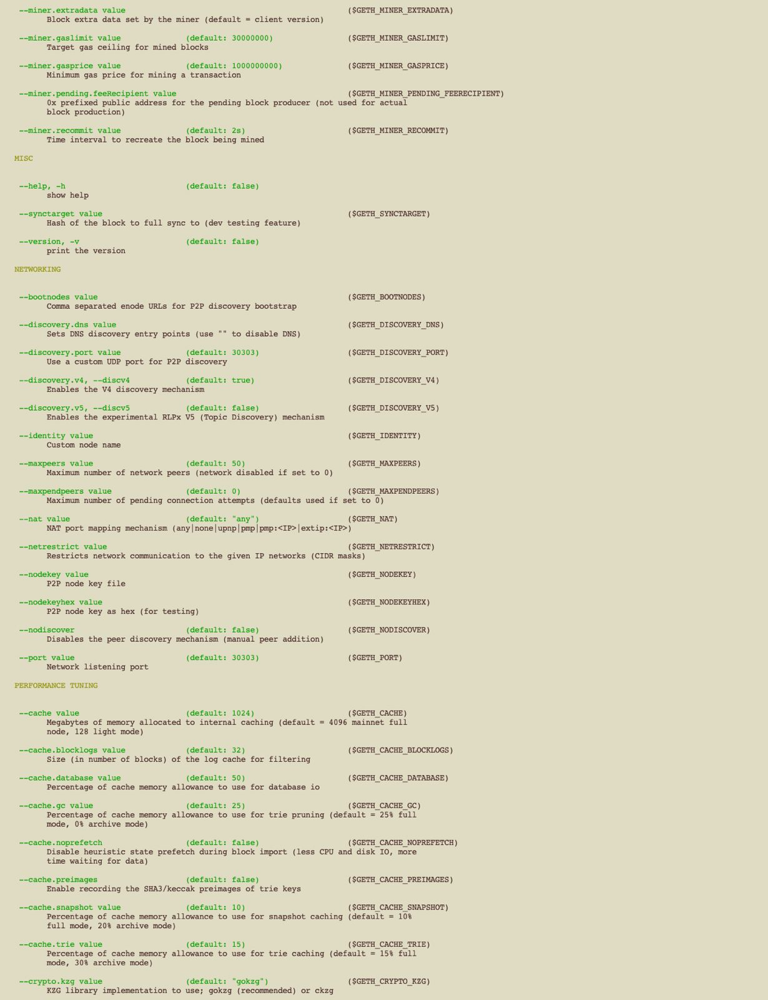 --miner.extradata value ($GETH_MINER_EXTRADATA)
Block extra data set by the miner (default = client version)
--miner.gaslimit value (default: 30000000) ($GETH_MINER_GASLIMIT)
Target gas ceiling for mined blocks
--miner.gasprice value (default: 1000000000) ($GETH_MINER_GASPRICE)
Minimum gas price for mining a transaction
--miner.pending.feeRecipient value ($GETH_MINER_PENDING_FEERECIPIENT)
0x prefixed public address for the pending block producer (not used for actual
block production)
--miner.recommit value (default: 2s) ($GETH_MINER_RECOMMIT)
Time interval to recreate the block being mined
MISC
--help, -h (default: false)
show help
--synctarget value ($GETH_SYNCTARGET)
Hash of the block to full sync to (dev testing feature)
--version, -v (default: false)
print the version
NETWORKING
--bootnodes value ($GETH_BOOTNODES)
Comma separated enode URLs for P2P discovery bootstrap
--discovery.dns value ($GETH_DISCOVERY_DNS)
Sets DNS discovery entry points (use "" to disable DNS)
--discovery.port value (default: 30303) ($GETH_DISCOVERY_PORT)
Use a custom UDP port for P2P discovery
--discovery.v4, --discv4 (default: true) ($GETH_DISCOVERY_V4)
Enables the V4 discovery mechanism
--discovery.v5, --discv5 (default: false) ($GETH_DISCOVERY_V5)
Enables the experimental RLPx V5 (Topic Discovery) mechanism
--identity value ($GETH_IDENTITY)
Custom node name
--maxpeers value (default: 50) ($GETH_MAXPEERS)
Maximum number of network peers (network disabled if set to 0)
--maxpendpeers value (default: 0) ($GETH_MAXPENDPEERS)
Maximum number of pending connection attempts (defaults used if set to 0)
--nat value (default: "any") ($GETH_NAT)
NAT port mapping mechanism (any|none|upnp|pmp|pmp:<IP>|extip:<IP>)
--netrestrict value ($GETH_NETRESTRICT)
Restricts network communication to the given IP networks (CIDR masks)
--nodekey value ($GETH_NODEKEY)
P2P node key file
--nodekeyhex value ($GETH_NODEKEYHEX)
P2P node key as hex (for testing)
--nodiscover (default: false) ($GETH_NODISCOVER)
Disables the peer discovery mechanism (manual peer addition)
--port value (default: 30303) ($GETH_PORT)
Network listening port
PERFORMANCE TUNING
--cache value (default: 1024) ($GETH_CACHE)
Megabytes of memory allocated to internal caching (default = 4096 mainnet full
node, 128 light mode)
--cache.blocklogs value (default: 32) ($GETH_CACHE_BLOCKLOGS)
Size (in number of blocks) of the log cache for filtering
--cache.database value (default: 50) ($GETH_CACHE_DATABASE)
Percentage of cache memory allowance to use for database io
--cache.gc value (default: 25) ($GETH_CACHE_GC)
Percentage of cache memory allowance to use for trie pruning (default = 25% full
mode, 0% archive mode)
--cache.noprefetch (default: false) ($GETH_CACHE_NOPREFETCH)
Disable heuristic state prefetch during block import (less CPU and disk IO, more
time waiting for data)
--cache.preimages (default: false) ($GETH_CACHE_PREIMAGES)
Enable recording the SHA3/keccak preimages of trie keys
--cache.snapshot value (default: 10) ($GETH_CACHE_SNAPSHOT)
Percentage of cache memory allowance to use for snapshot caching (default = 10%
full mode, 20% archive mode)
--cache.trie value (default: 15) ($GETH_CACHE_TRIE)
Percentage of cache memory allowance to use for trie caching (default = 15% full
mode, 30% archive mode)
--crypto.kzg value (default: "gokzg") ($GETH_CRYPTO_KZG)
KZG library implementation to use; gokzg (recommended) or ckzg